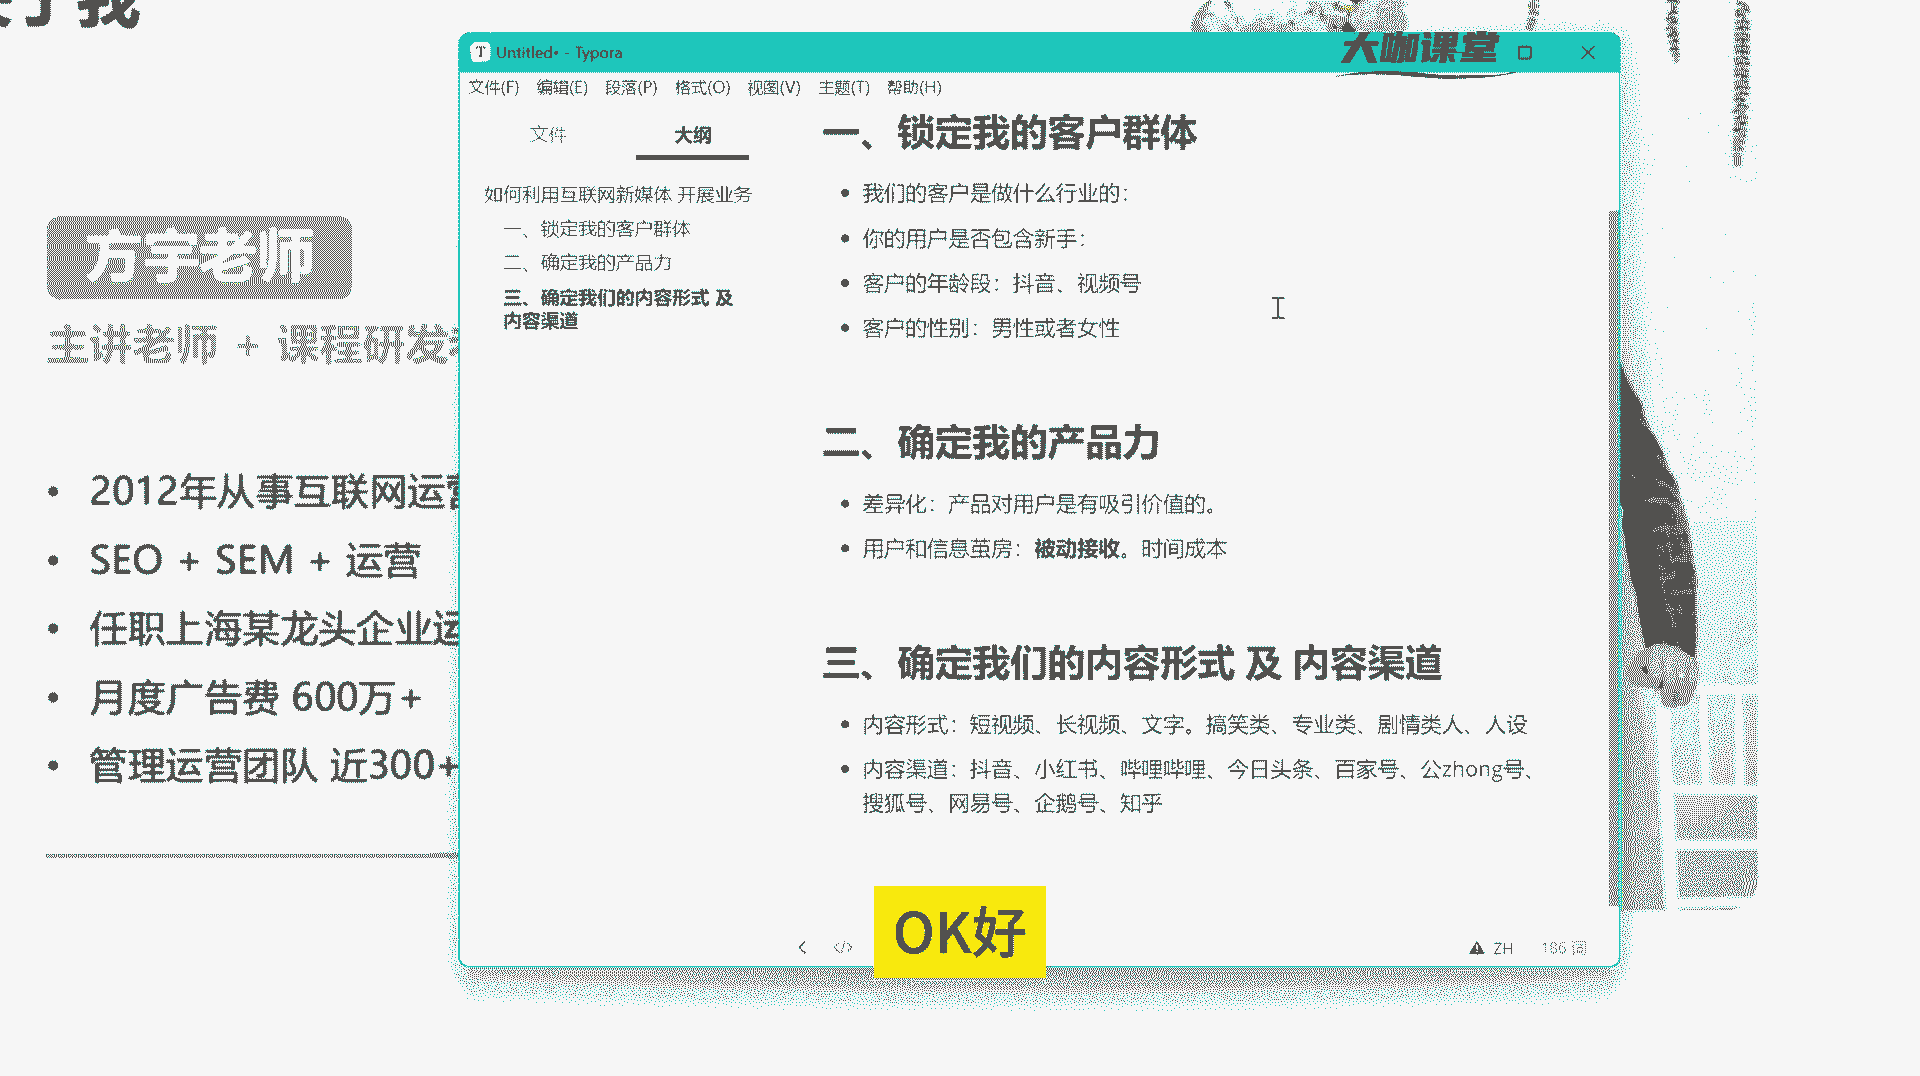 了我
方宇老师
主讲老师 + 课程研发
2012年从事互联网运营
SEO + SEM + 运营
任职上海某龙头企业运
月度广告费 600万+
管理运营团队 近300+
Untitled• - Typora
大咖课堂
文件(F) 编辑(E) 段落(P) 格式(O) 视图(V) 主题(T) 帮助(H)
文件 大纲
如何利用互联网新媒体 开展业务
一、锁定我的客户群体
二、确定我的产品力
三、确定我们的内容形式 及
内容渠道
一、锁定我的客户群体
我们的客户是做什么行业的：
你的用户是否包含新手：
客户的年龄段：抖音、视频号
客户的性别：男性或者女性
二、确定我的产品力
差异化：产品对用户是有吸引价值的。
用户和信息茧房：被动接收。时间成本
三、确定我们的内容形式 及 内容渠道
内容形式：短视频、长视频、文字。搞笑类、专业类、剧情类人、人设
内容渠道：抖音、小红书、哔哩哔哩、今日头条、百家号、公zhong号、
搜狐号、网易号、企鹅号、知乎
OK好
ZH 186 词